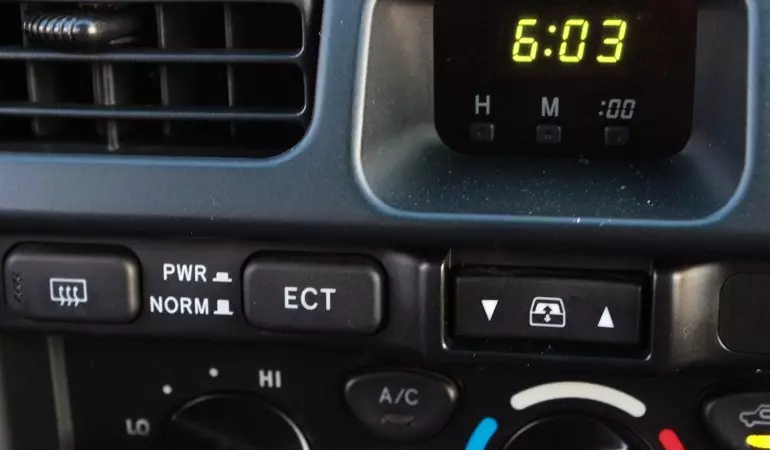 6:03
H M :00
PWR
NORM
ECT
HI
LO
A/C